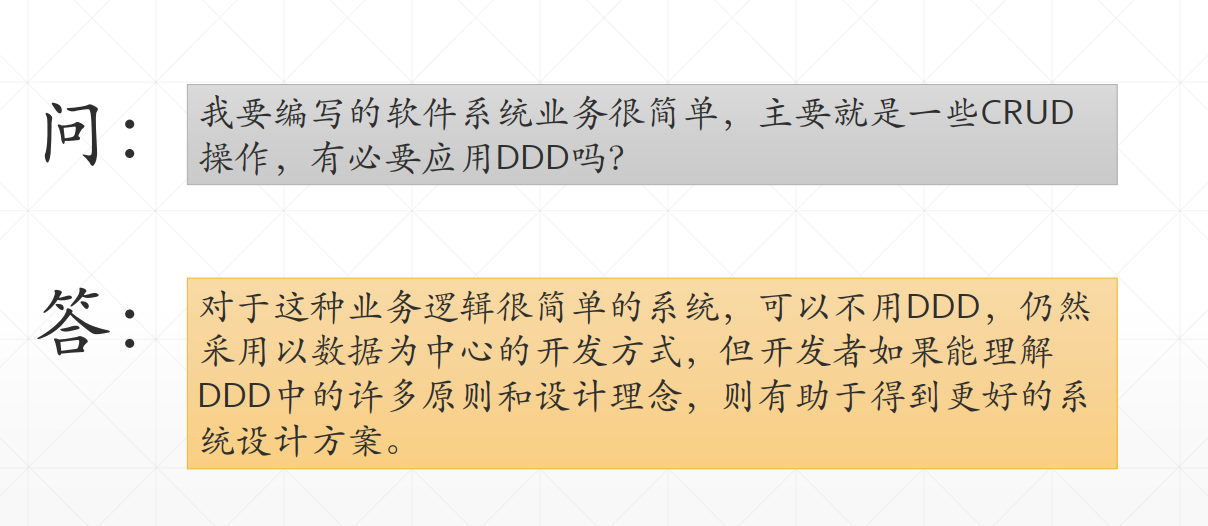 问：
我要编写的软件系统业务很简单，主要就是一些CRUD
操作，有必要应用DDD吗？
答：
对于这种业务逻辑很简单的系统，可以不用DDD，仍然
采用以数据为中心的开发方式，但开发者如果能理解
DDD中的许多原则和设计理念，则有助于得到更好的系
统设计方案。